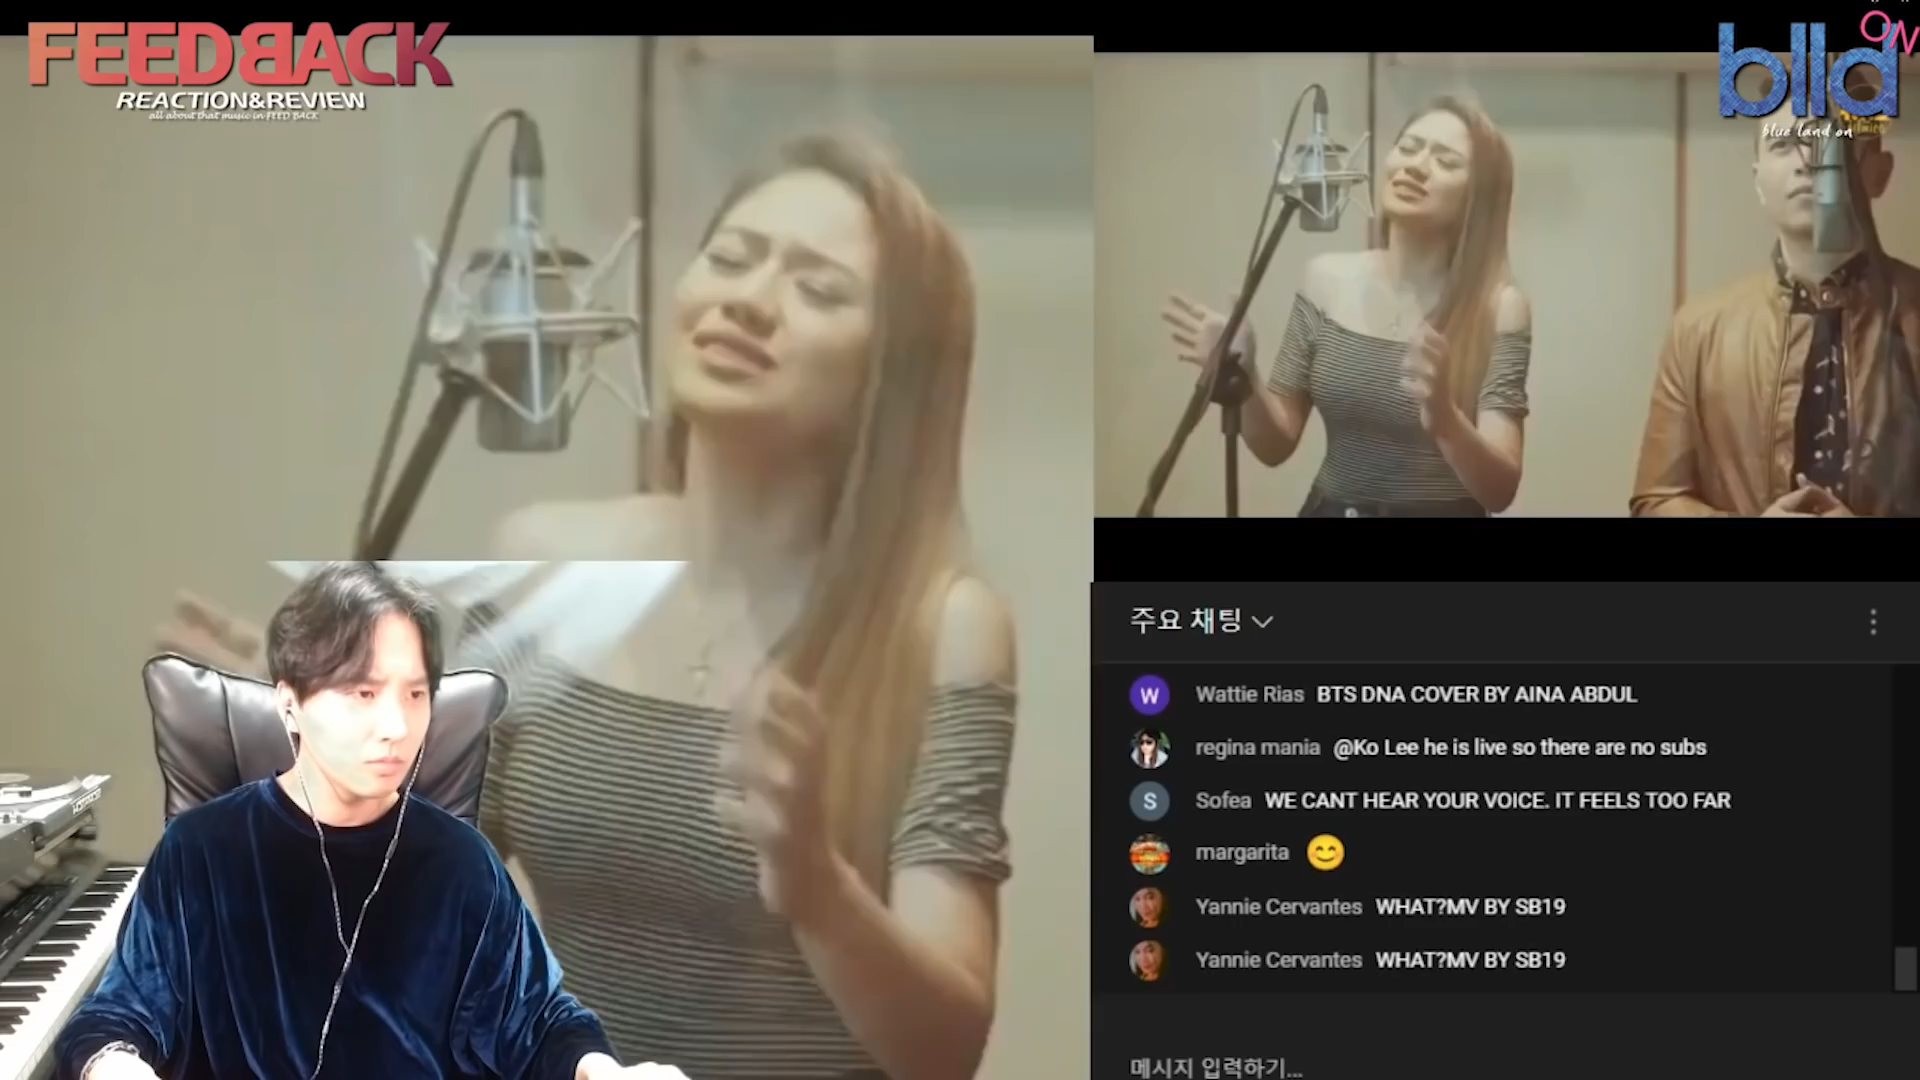 FEEDBACK
REACTION&REVIEW
all about that music in FEED BACK
blld
ON
blue land on
주요 채팅
W
Wattie Rias BTS DNA COVER BY AINA ABDUL
regina mania @Ko Lee he is live so there are no subs
S
Sofea WE CANT HEAR YOUR VOICE. IT FEELS TOO FAR
margarita 😊
Yannie Cervantes WHAT?MV BY SB19
Yannie Cervantes WHAT?MV BY SB19
메시지 입력하기...